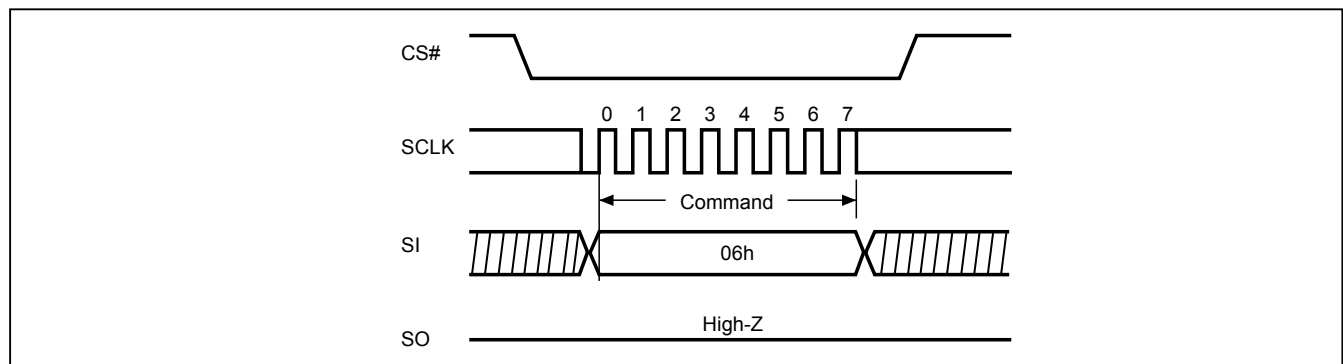 CS#
0 1 2 3 4 5 6 7
SCLK
Command
SI
06h
High-Z
SO